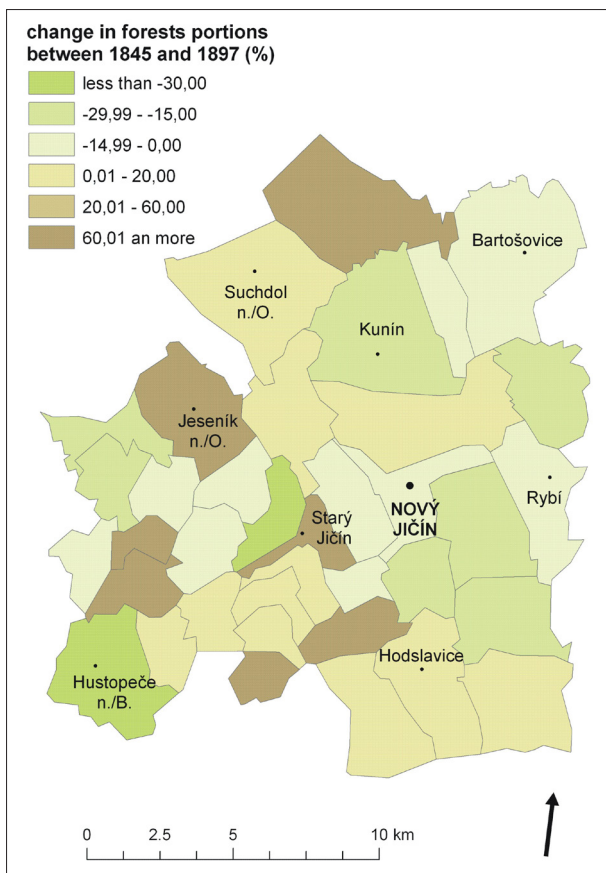 change in forests portions
between 1845 and 1897 (%)
less than -30,00
-29,99 - -15,00
-14,99 - 0,00
0,01 - 20,00
20,01 - 60,00
60,01 an more
Bartošovice
Suchdol
n./O.
Kunín
Jeseník
n./O.
Rybí
NOVÝ
JIČÍN
Starý
Jičín
Hodslavice
Hustopeče
n./B.
0 2.5 5 10 km